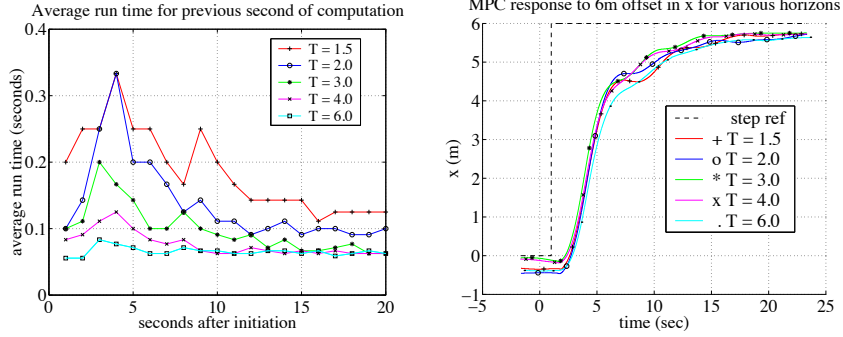 Average run time for previous second of computation
0.4
0.3
0.2
0.1
0
average run time (seconds)
T = 1.5
T = 2.0
T = 3.0
T = 4.0
T = 6.0
0 5 10 15 20
seconds after initiation
MPC response to 6m offset in x for various horizons
6
5
4
3
2
1
0
−1
x (m)
step ref
+ T = 1.5
o T = 2.0
* T = 3.0
x T = 4.0
. T = 6.0
−5 0 5 10 15 20 25
time (sec)